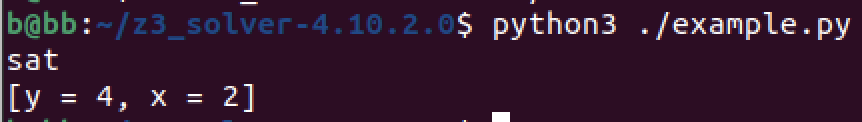 b@bb:~/z3_solver-4.10.2.0$ python3 ./example.py
sat
[y = 4, x = 2]